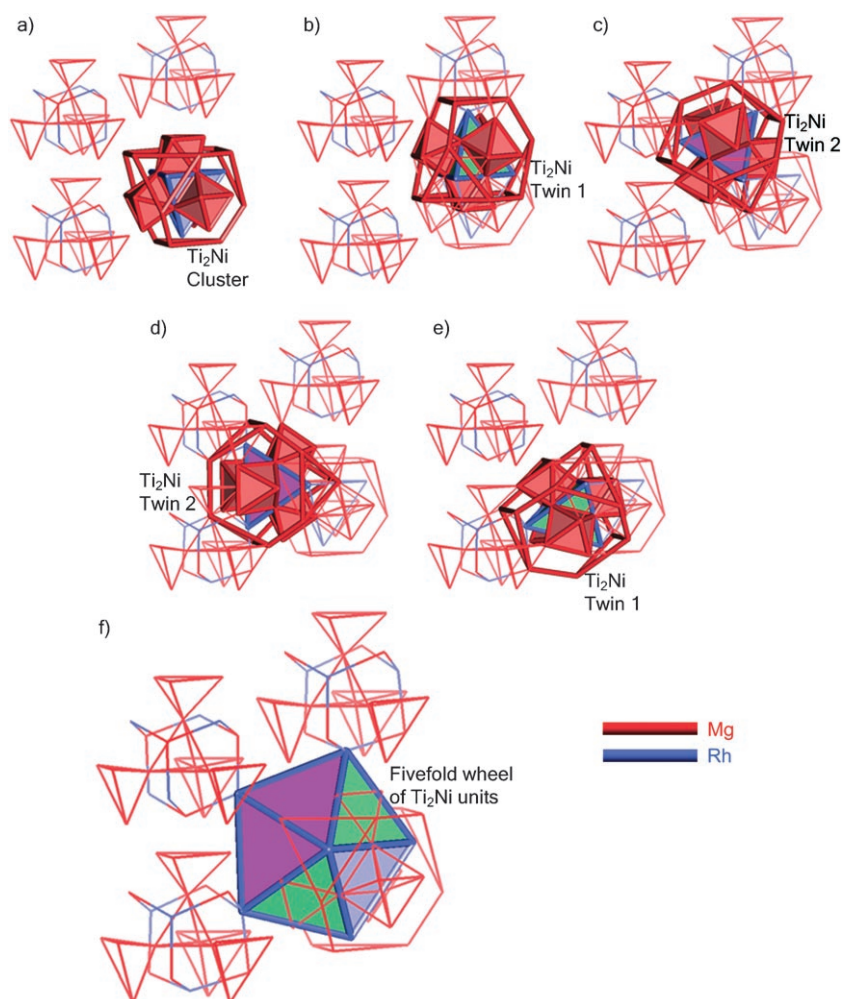 a)
b)
c)
Ti₂Ni
Cluster
Ti₂Ni
Twin 1
Ti₂Ni
Twin 2
d)
e)
Ti₂Ni
Twin 2
Ti₂Ni
Twin 1
f)
Fivefold wheel
of Ti₂Ni units
Mg
Rh